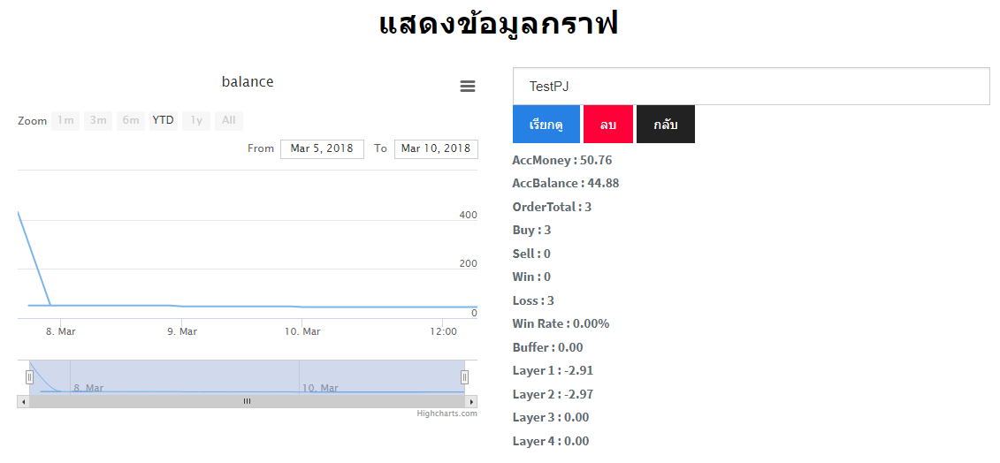 แสดงข้อมูลกราฟ
balance
Zoom 1m 3m 6m YTD 1y All
From Mar 5, 2018 To Mar 10, 2018
400
200
0
8. Mar 9. Mar 10. Mar 12:00
8. Mar 10. Mar
Highcharts.com
TestPJ
เรียกดู ลบ กลับ
AccMoney : 50.76
AccBalance : 44.88
OrderTotal : 3
Buy : 3
Sell : 0
Win : 0
Loss : 3
Win Rate : 0.00%
Buffer : 0.00
Layer 1 : -2.91
Layer 2 : -2.97
Layer 3 : 0.00
Layer 4 : 0.00